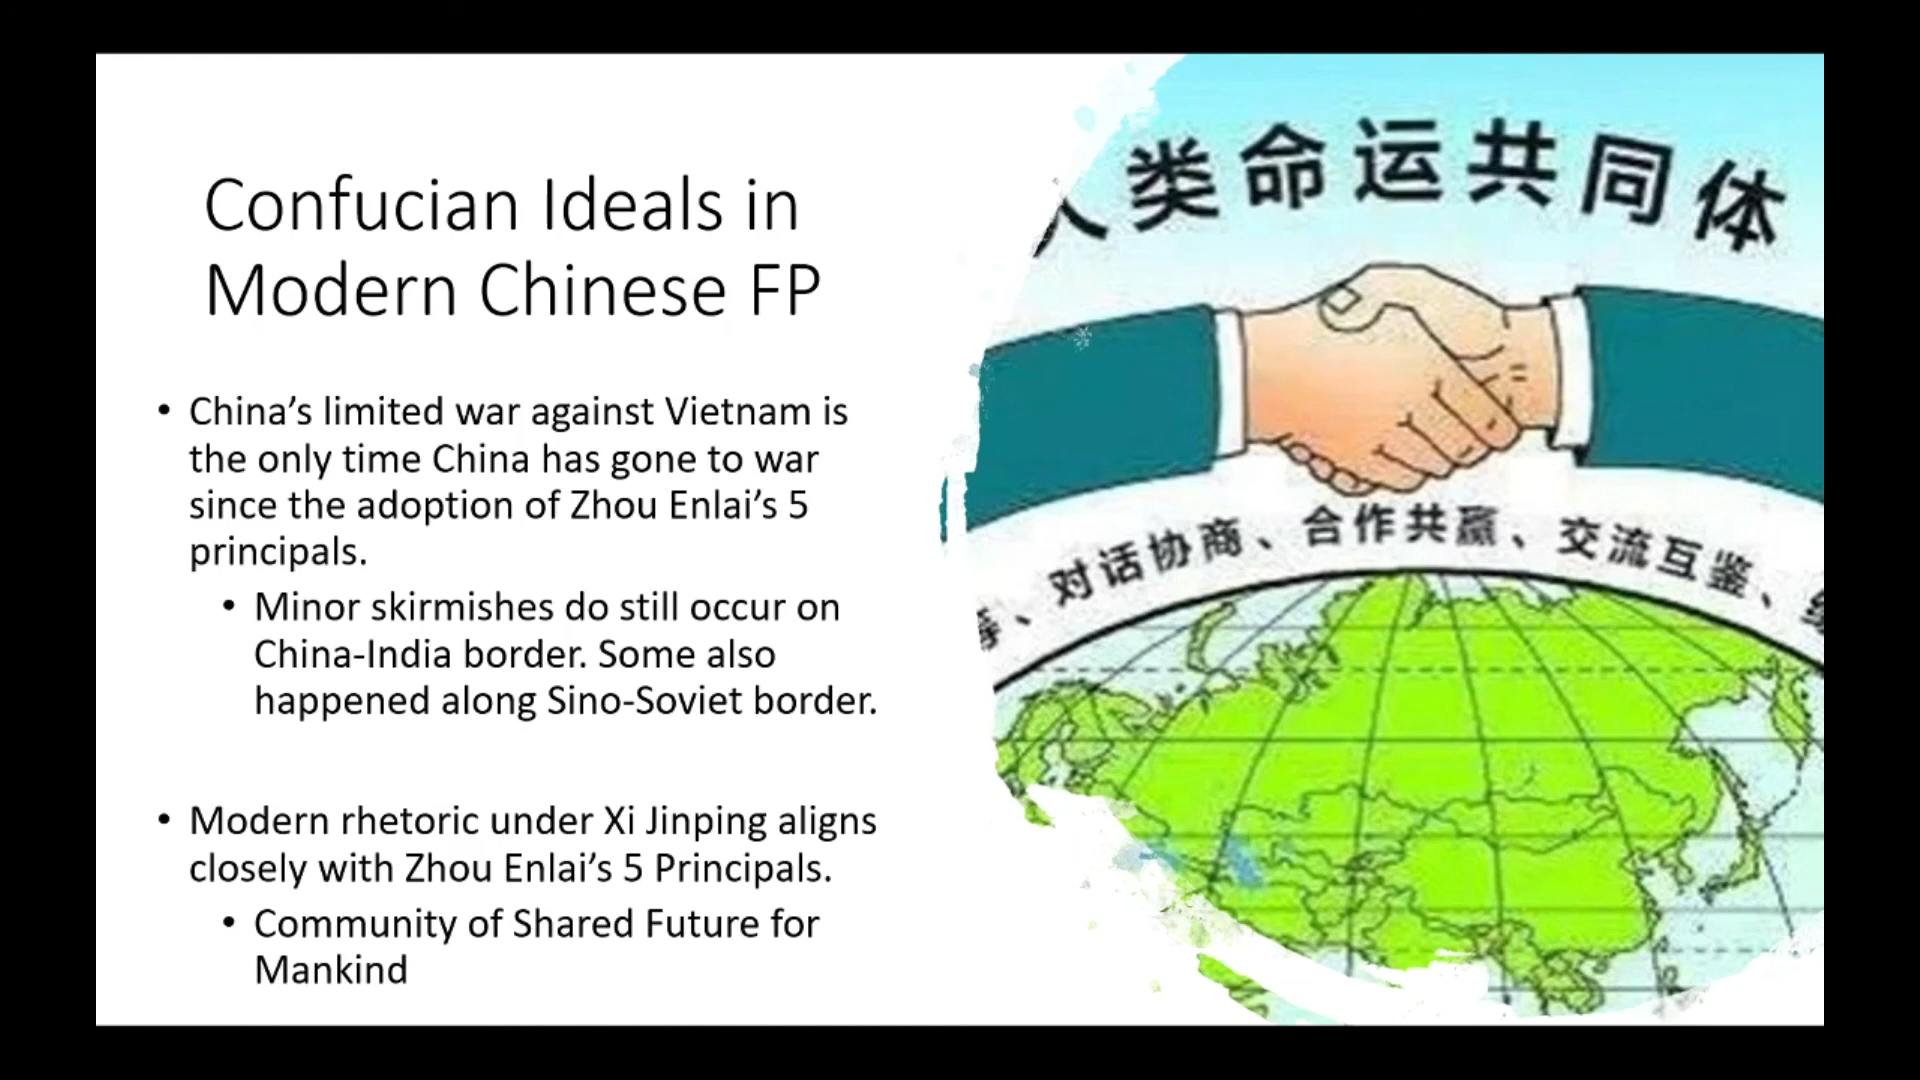 Confucian Ideals in
Modern Chinese FP
• China’s limited war against Vietnam is
the only time China has gone to war
since the adoption of Zhou Enlai’s 5
principals.
• Minor skirmishes do still occur on
China-India border. Some also
happened along Sino-Soviet border.
• Modern rhetoric under Xi Jinping aligns
closely with Zhou Enlai’s 5 Principals.
• Community of Shared Future for
Mankind
人类命运共同体
等、对话协商、合作共赢、交流互鉴、